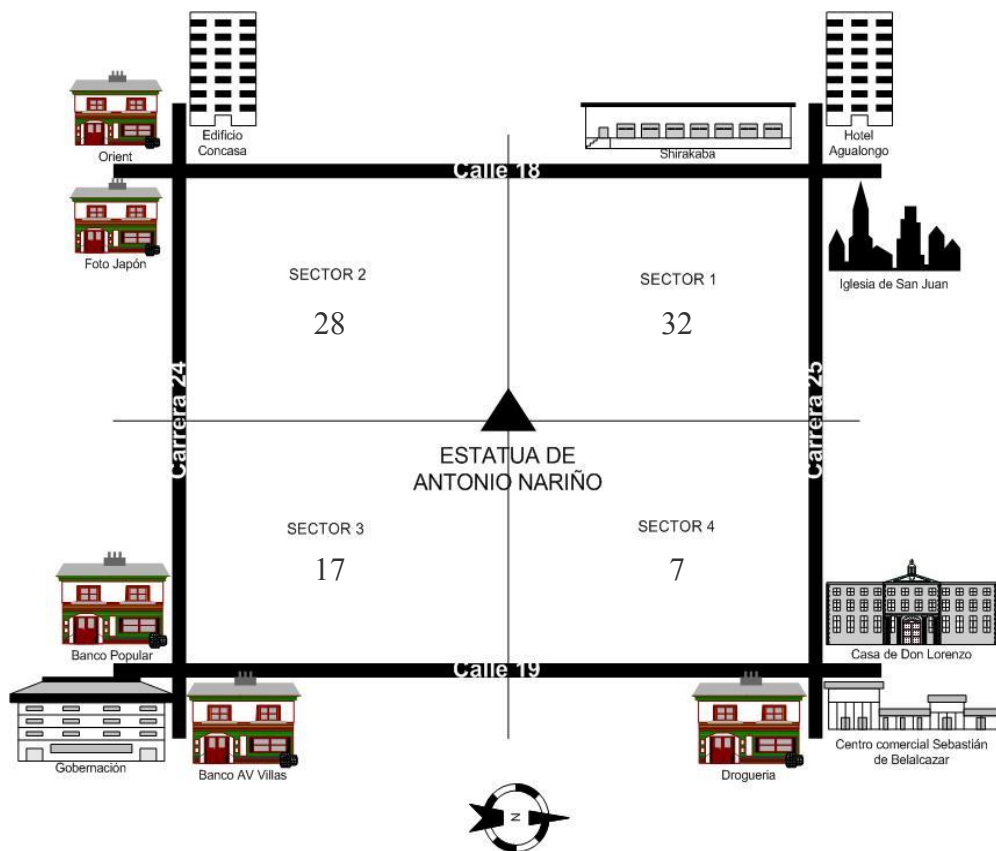 Edificio
Concasa
Orient
Shirakaba
Hotel
Agualongo
Calle 18
Foto Japón
Iglesia de San Juan
SECTOR 2
28
SECTOR 1
32
Carrera 24
Carrera 25
ESTATUA DE
ANTONIO NARIÑO
SECTOR 3
17
SECTOR 4
7
Banco Popular
Casa de Don Lorenzo
Calle 19
Gobernación
Banco AV Villas
Drogueria
Centro comercial Sebastián
de Belalcazar
N